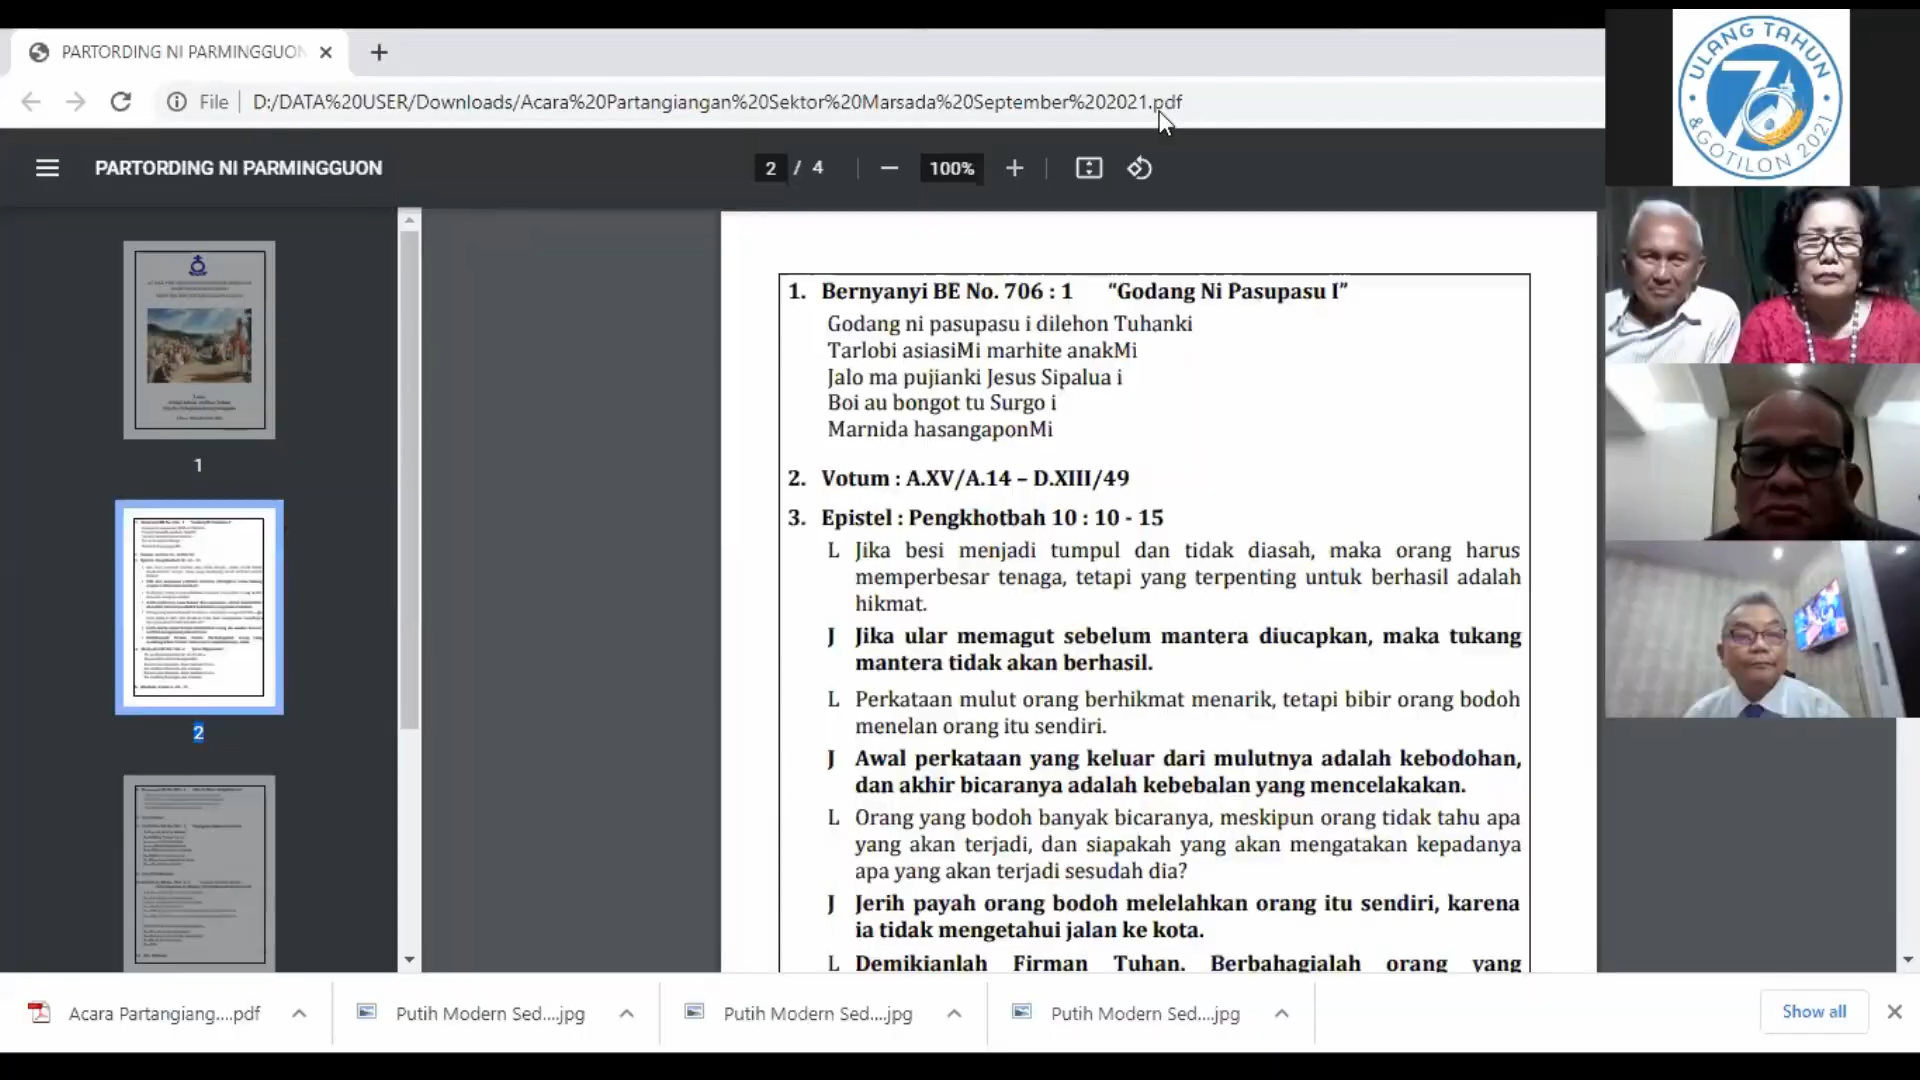 PARTORDING NI PARMINGGUON
File
D:/DATA%20USER/Downloads/Acara%20Partangiangan%20Sektor%20Marsada%20September%202021.pdf
PARTORDING NI PARMINGGUON
2 / 4
100%
ULANG TAHUN
70
&GOTILON 2021
1
2
1. Bernyanyi BE No. 706 : 1 “Godang Ni Pasupasu I”
Godang ni pasupasu i dilehon Tuhanki
Tarlobi asiasiMi marhite anakMi
Jalo ma pujianki Jesus Sipalua i
Boi au bongot tu Surgo i
Marnida hasangaponMi
2. Votum : A.XV/A.14 – D.XIII/49
3. Epistel : Pengkhotbah 10 : 10 - 15
L Jika besi menjadi tumpul dan tidak diasah, maka orang harus
memperbesar tenaga, tetapi yang terpenting untuk berhasil adalah
hikmat.
J Jika ular memagut sebelum mantera diucapkan, maka tukang
mantera tidak akan berhasil.
L Perkataan mulut orang berhikmat menarik, tetapi bibir orang bodoh
menelan orang itu sendiri.
J Awal perkataan yang keluar dari mulutnya adalah kebodohan,
dan akhir bicaranya adalah kebebalan yang mencelakakan.
L Orang yang bodoh banyak bicaranya, meskipun orang tidak tahu apa
yang akan terjadi, dan siapakah yang akan mengatakan kepadanya
apa yang akan terjadi sesudah dia?
J Jerih payah orang bodoh melelahkan orang itu sendiri, karena
ia tidak mengetahui jalan ke kota.
L Demikianlah Firman Tuhan. Berbahagialah orang yang
Acara Partangiang....pdf
Putih Modern Sed....jpg
Putih Modern Sed....jpg
Putih Modern Sed....jpg
Show all